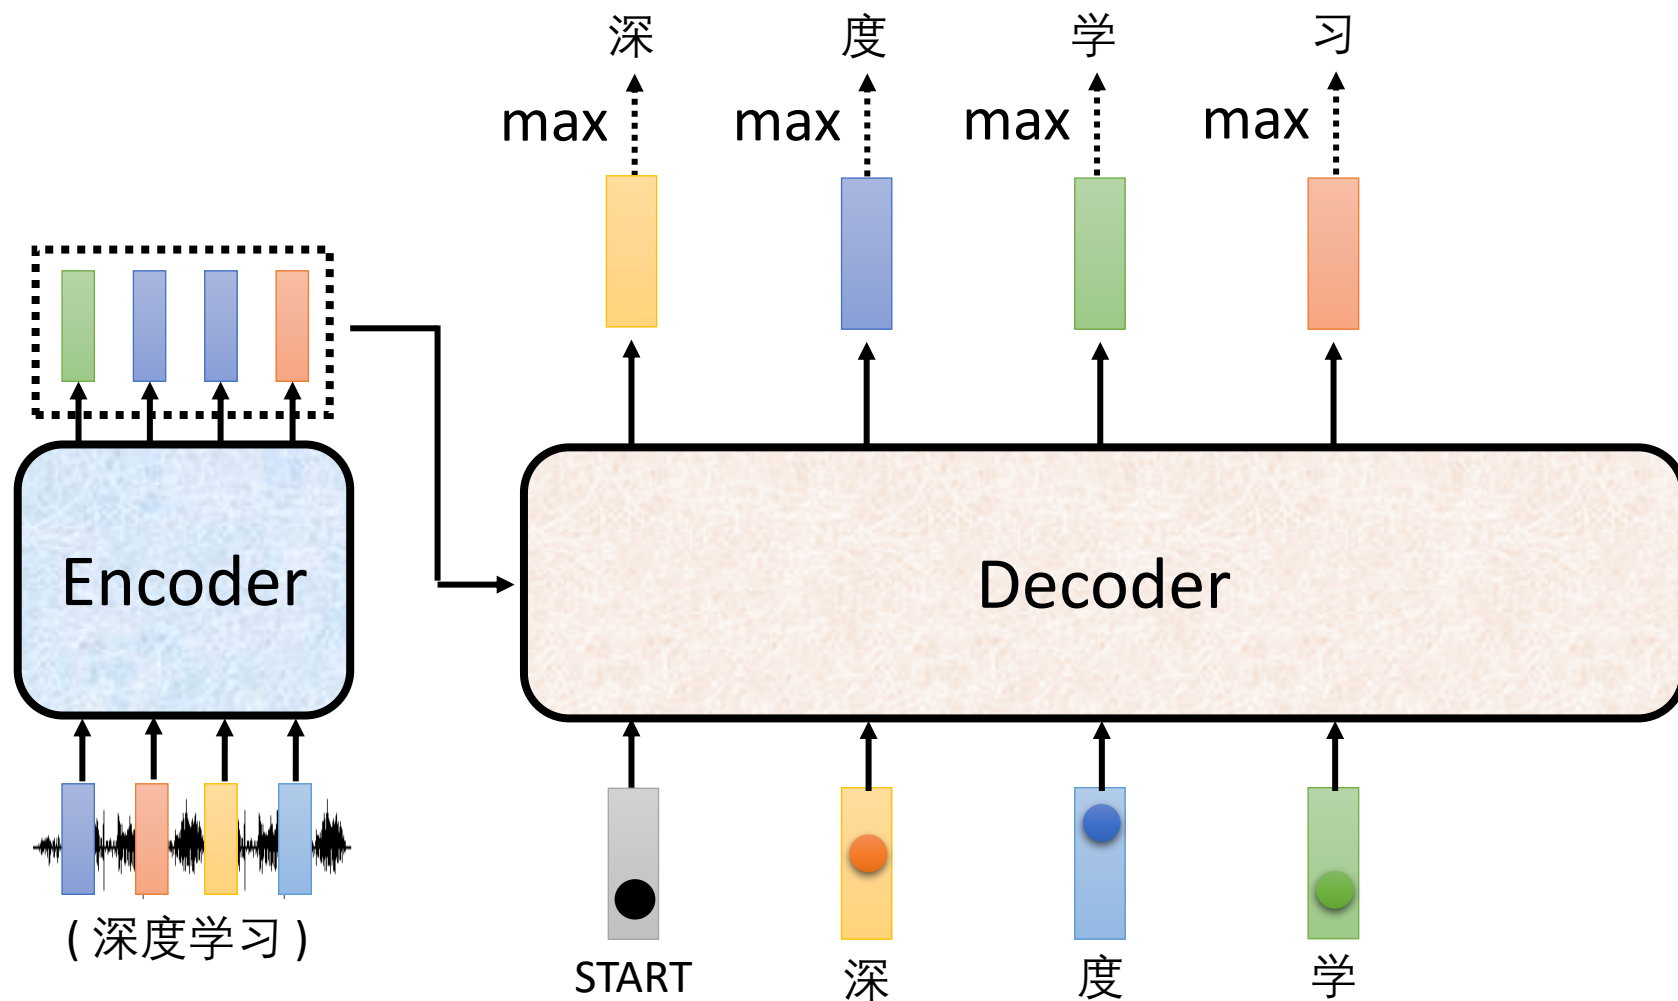 深 度 学 习
max max max max
Encoder
Decoder
(深度学习)
START 深 度 学